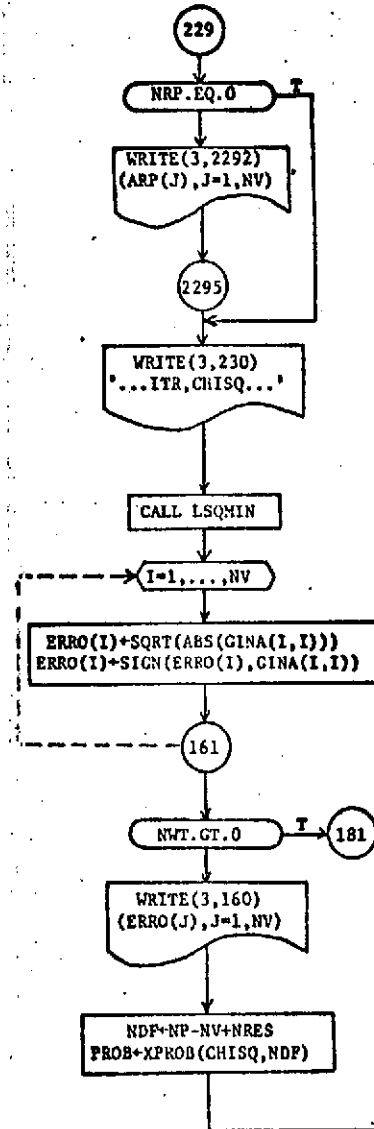 229
NRP.EQ.0
T
WRITE(3,2292)
(ARP(J),J=1,NV)
2295
WRITE(3,230)
"...ITR,CHISQ..."
CALL LSQMIN
I=1,...,NV
ERRO(I)←SQRT(ABS(GINA(I,I)))
ERRO(I)←SIGN(ERRO(I),GINA(I,I))
161
NWT.GT.0
T
181
WRITE(3,160)
(ERRO(J),J=1,NV)
NDF←NP-NV+NRES
PROB←XPROB(CHISQ,NDF)